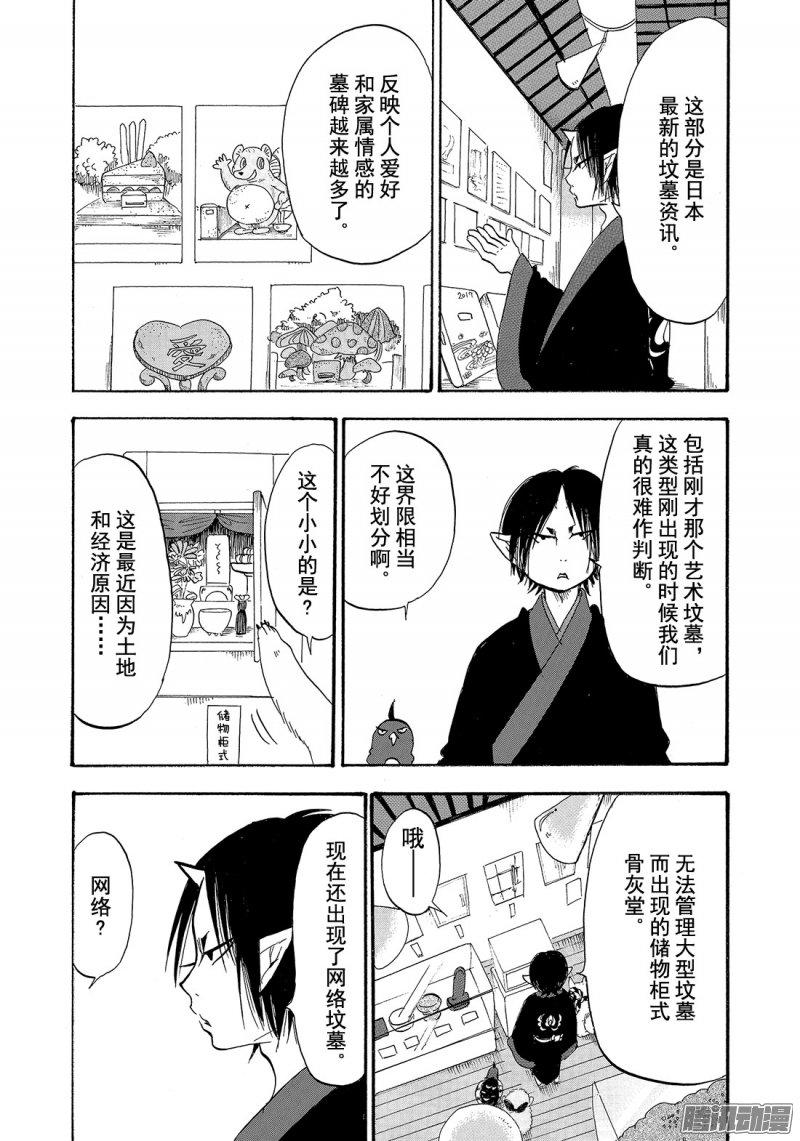 这部分是日本
最新的坟墓资讯。
2017
反映个人爱好
和家属情感的
墓碑越来越多了。
愛
包括刚才那个艺术坟墓，
这类型刚出现的时候我们
真的很难作判断。
这界限相当
不好划分啊。
这个小小的是？
这是最近因为土地
和经济原因……
储物柜式
无法管理大型坟墓
而出现的储物柜式
骨灰堂。
哦——
现在还出现了网络坟墓。
网络？
腾讯动漫